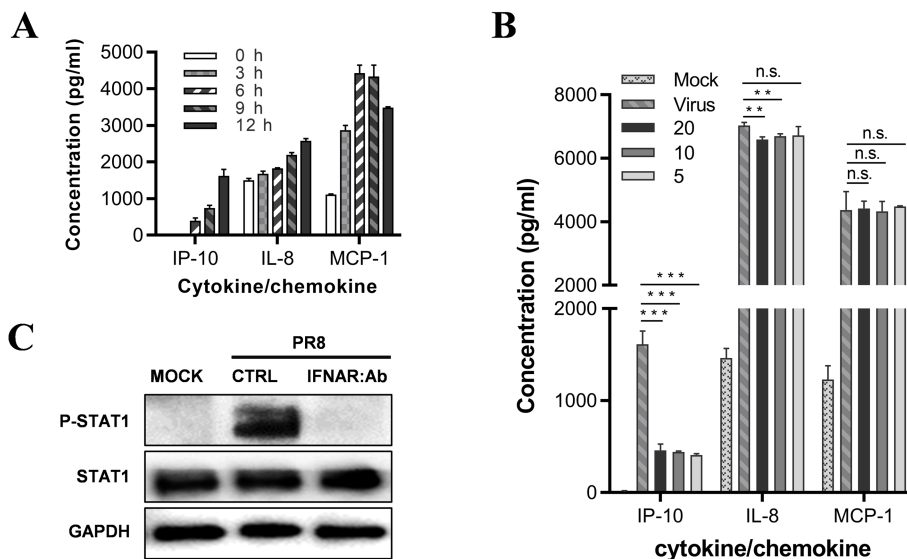 A
Concentration (pg/ml)
6000
5000
4000
3000
2000
1000
0
0 h
3 h
6 h
9 h
12 h
IP-10 IL-8 MCP-1
Cytokine/chemokine
B
Concentration (pg/ml)
Mock
Virus
20
10
5
8000
6000
4000
2000
2000
1000
0
n.s.
* *
* *
n.s.
n.s.
n.s.
* * *
* * *
* * *
IP-10 IL-8 MCP-1
cytokine/chemokine
C
PR8
MOCK CTRL IFNAR:Ab
P-STAT1
STAT1
GAPDH